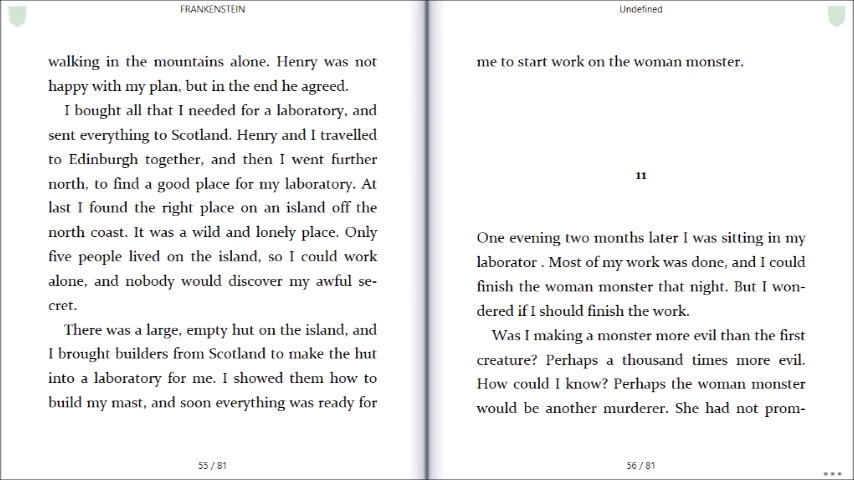 FRANKENSTEIN
walking in the mountains alone. Henry was not
happy with my plan, but in the end he agreed.
I bought all that I needed for a laboratory, and
sent everything to Scotland. Henry and I travelled
to Edinburgh together, and then I went further
north, to find a good place for my laboratory. At
last I found the right place on an island off the
north coast. It was a wild and lonely place. Only
five people lived on the island, so I could work
alone, and nobody would discover my awful se-
cret.
There was a large, empty hut on the island, and
I brought builders from Scotland to make the hut
into a laboratory for me. I showed them how to
build my mast, and soon everything was ready for
55 / 81
Undefined
me to start work on the woman monster.
11
One evening two months later I was sitting in my
laborator . Most of my work was done, and I could
finish the woman monster that night. But I won-
dered if I should finish the work.
Was I making a monster more evil than the first
creature? Perhaps a thousand times more evil.
How could I know? Perhaps the woman monster
would be another murderer. She had not prom-
56 / 81